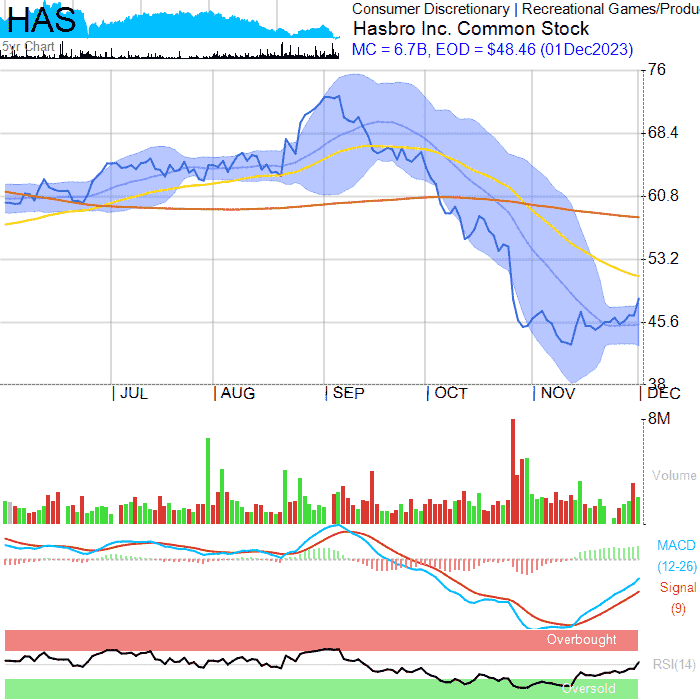 HAS
5yr Chart
Consumer Discretionary | Recreational Games/Produ
Hasbro Inc. Common Stock
MC = 6.7B, EOD = $48.46 (01Dec2023)
76
68.4
60.8
53.2
45.6
38
JUL AUG SEP OCT NOV DEC
8M
Volume
MACD
(12-26)
Signal
(9)
Overbought
RSI(14)
Oversold